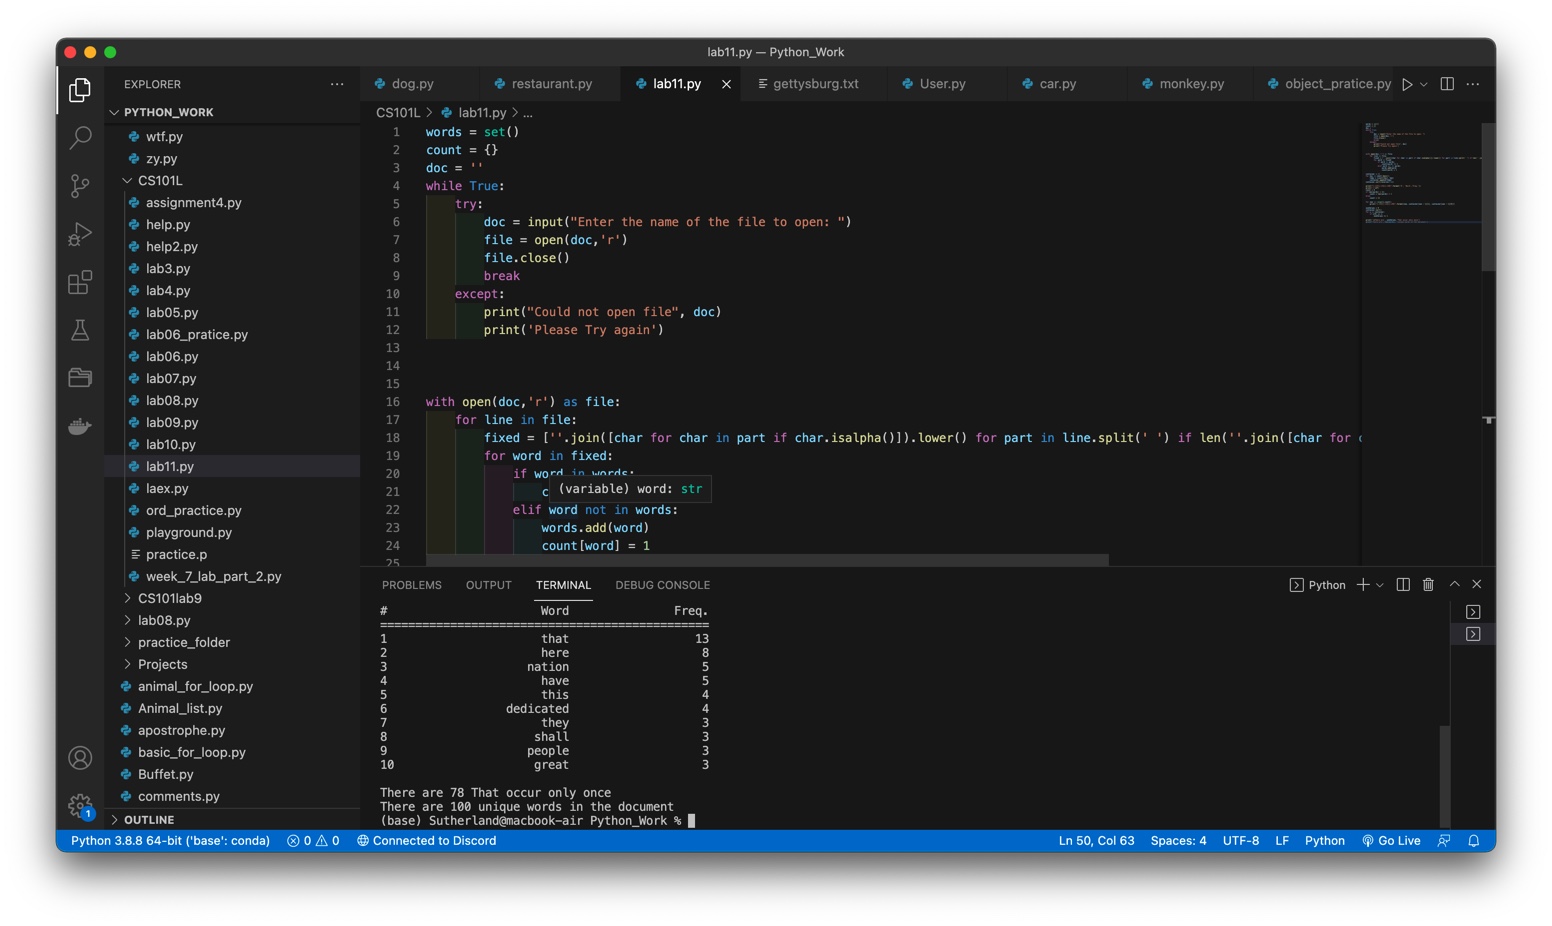 lab11.py — Python_Work
EXPLORER
dog.py
restaurant.py
lab11.py
gettysburg.txt
User.py
car.py
monkey.py
object_pratice.py
PYTHON_WORK
wtf.py
zy.py
CS101L
assignment4.py
help.py
help2.py
lab3.py
lab4.py
lab05.py
lab06_pratice.py
lab06.py
lab07.py
lab08.py
lab09.py
lab10.py
lab11.py
laex.py
ord_practice.py
playground.py
practice.p
week_7_lab_part_2.py
CS101lab9
lab08.py
practice_folder
Projects
animal_for_loop.py
Animal_list.py
apostrophe.py
basic_for_loop.py
Buffet.py
comments.py
OUTLINE
1
CS101L > lab11.py > ...
1 words = set()
2 count = {}
3 doc = ''
4 while True:
5 try:
6 doc = input("Enter the name of the file to open: ")
7 file = open(doc,'r')
8 file.close()
9 break
10 except:
11 print("Could not open file", doc)
12 print('Please Try again')
13
14
15
16 with open(doc,'r') as file:
17 for line in file:
18 fixed = [''.join([char for char in part if char.isalpha()]).lower() for part in line.split(' ') if len(''.join([char for c
19 for word in fixed:
20 if word in words:
21 c
(variable) word: str
22 elif word not in words:
23 words.add(word)
24 count[word] = 1
25
PROBLEMS OUTPUT TERMINAL DEBUG CONSOLE
Python
# Word Freq.
===============================================
1 that 13
2 here 8
3 nation 5
4 have 5
5 this 4
6 dedicated 4
7 they 3
8 shall 3
9 people 3
10 great 3
There are 78 That occur only once
There are 100 unique words in the document
(base) Sutherland@macbook-air Python_Work %
Python 3.8.8 64-bit ('base': conda) 0 0 Connected to Discord Ln 50, Col 63 Spaces: 4 UTF-8 LF Python Go Live